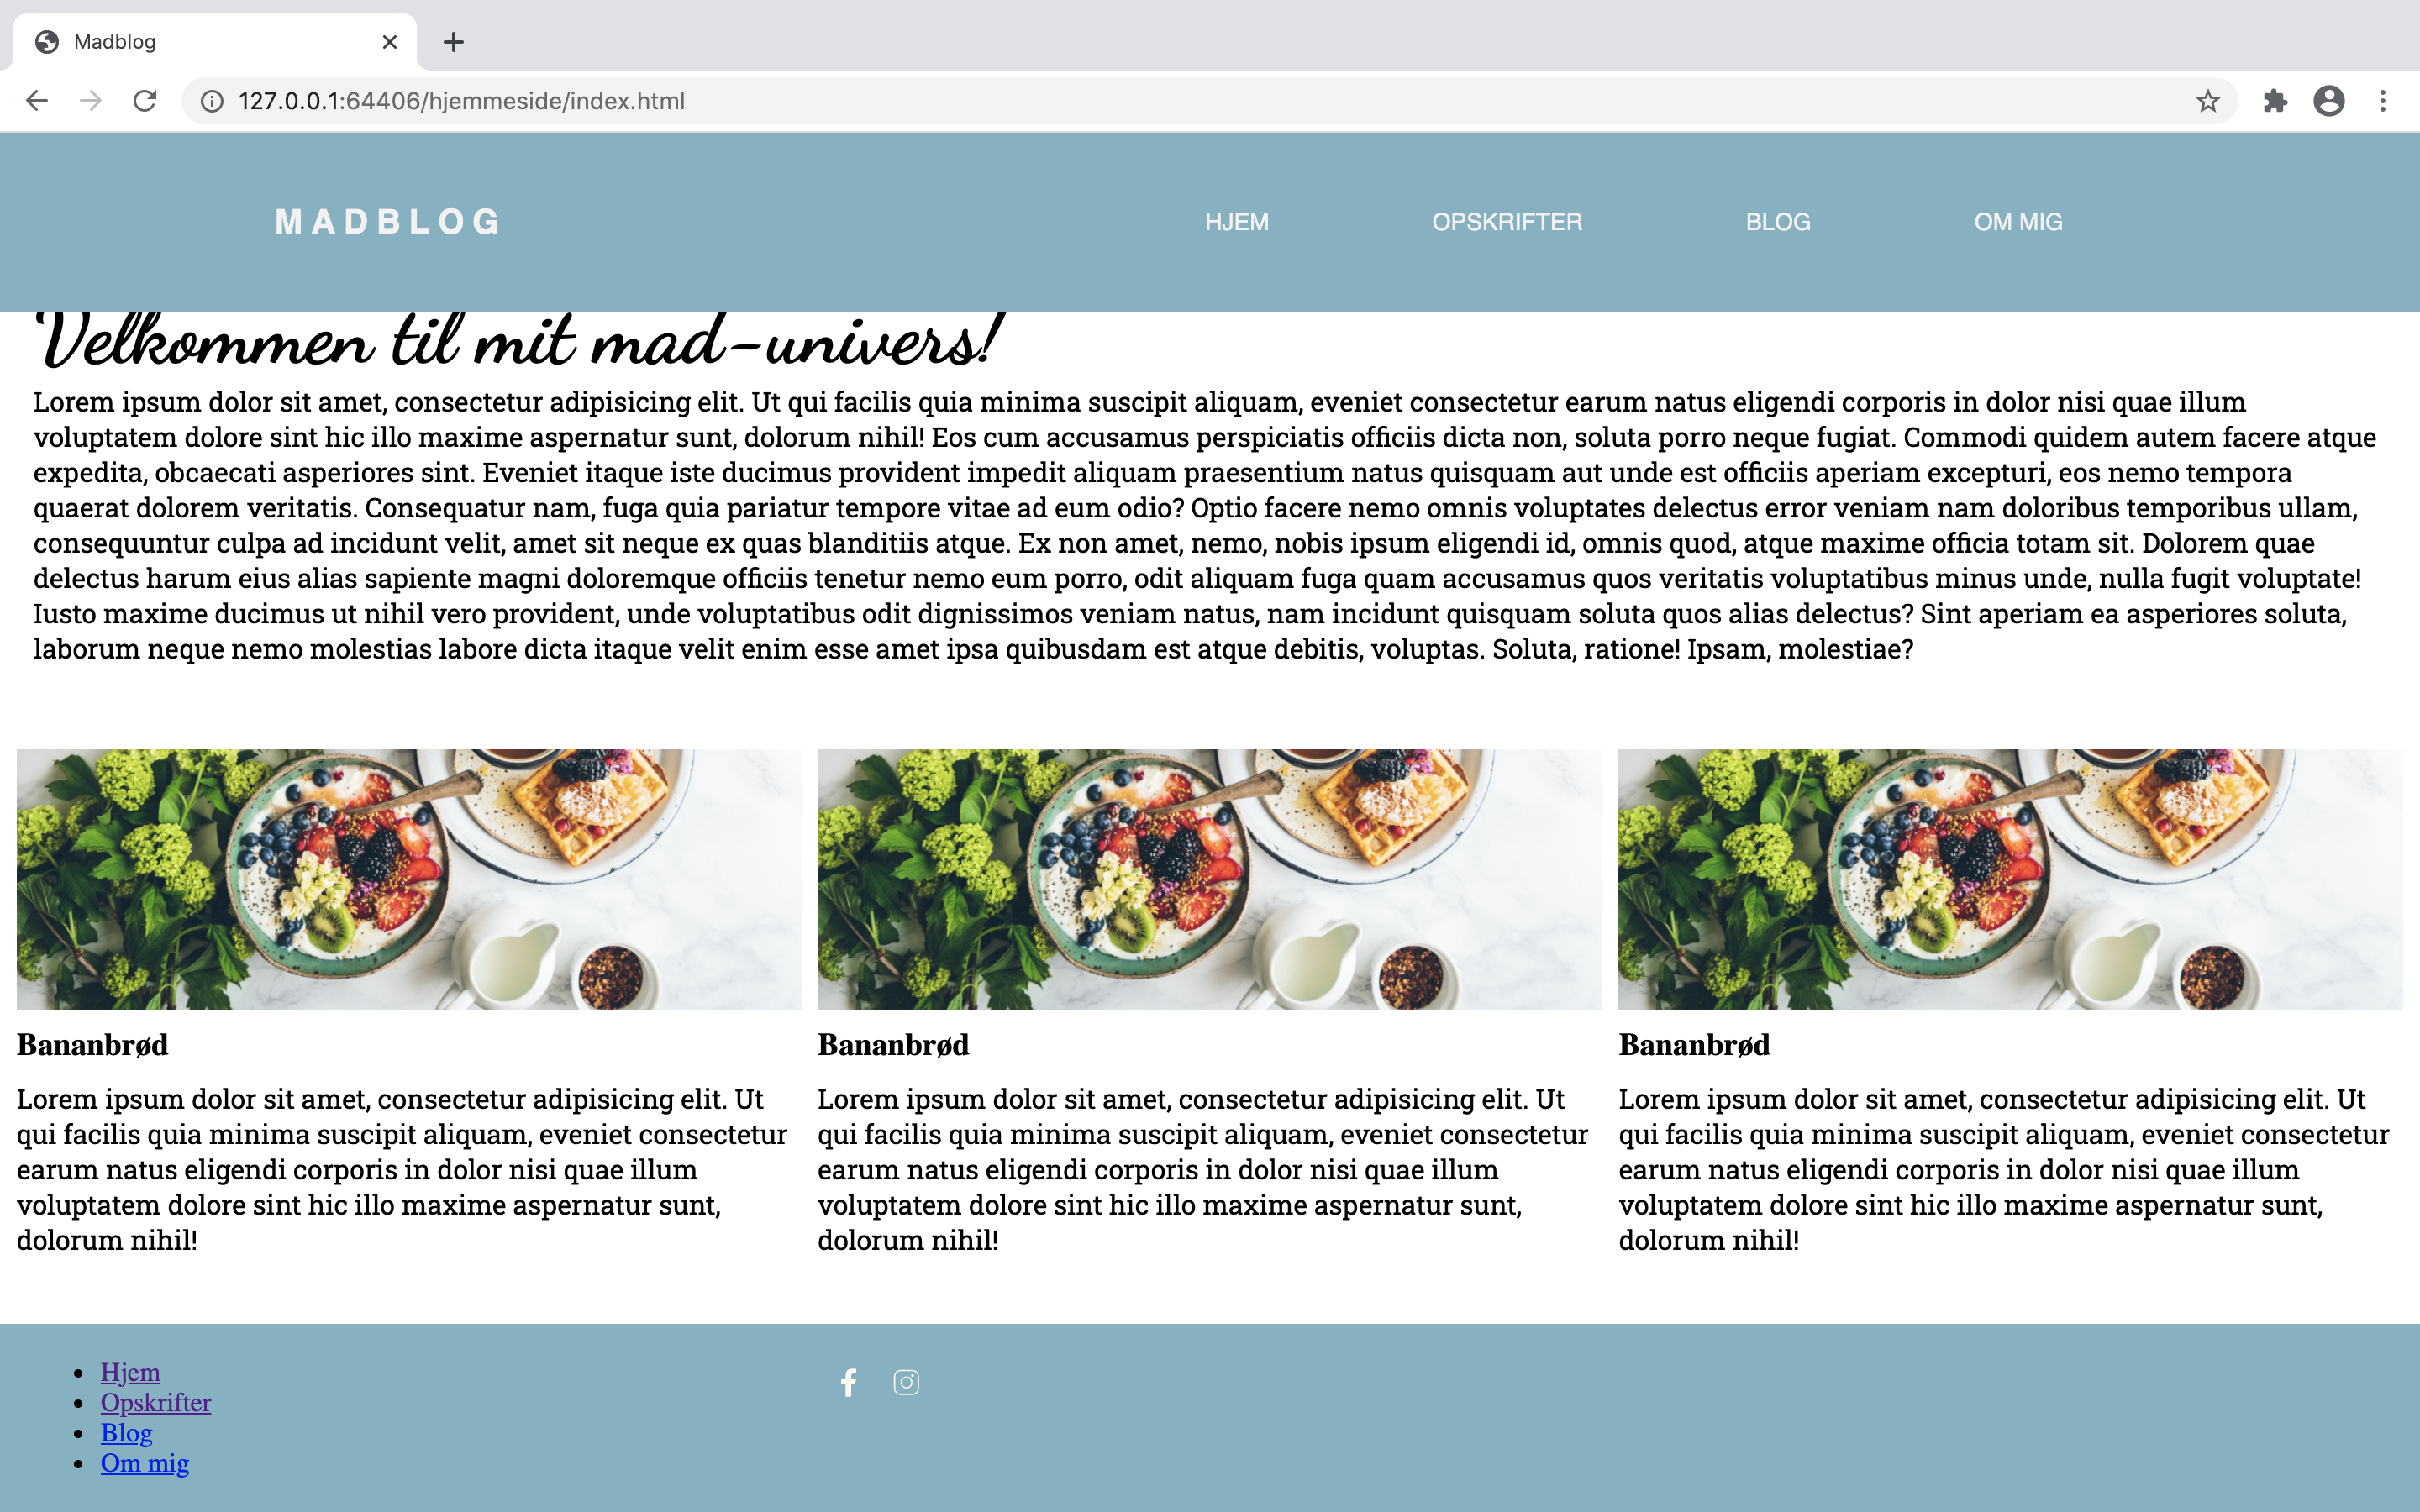 Madblog
127.0.0.1:64406/hjemmeside/index.html
MADBLOG
HJEM
OPSKRIFTER
BLOG
OM MIG
Velkommen til mit mad-univers!
Lorem ipsum dolor sit amet, consectetur adipisicing elit. Ut qui facilis quia minima suscipit aliquam, eveniet consectetur earum natus eligendi corporis in dolor nisi quae illum
voluptatem dolore sint hic illo maxime aspernatur sunt, dolorum nihil! Eos cum accusamus perspiciatis officiis dicta non, soluta porro neque fugiat. Commodi quidem autem facere atque
expedita, obcaecati asperiores sint. Eveniet itaque iste ducimus provident impedit aliquam praesentium natus quisquam aut unde est officiis aperiam excepturi, eos nemo tempora
quaerat dolorem veritatis. Consequatur nam, fuga quia pariatur tempore vitae ad eum odio? Optio facere nemo omnis voluptates delectus error veniam nam doloribus temporibus ullam,
consequuntur culpa ad incidunt velit, amet sit neque ex quas blanditiis atque. Ex non amet, nemo, nobis ipsum eligendi id, omnis quod, atque maxime officia totam sit. Dolorem quae
delectus harum eius alias sapiente magni doloremque officiis tenetur nemo eum porro, odit aliquam fuga quam accusamus quos veritatis voluptatibus minus unde, nulla fugit voluptate!
Iusto maxime ducimus ut nihil vero provident, unde voluptatibus odit dignissimos veniam natus, nam incidunt quisquam soluta quos alias delectus? Sint aperiam ea asperiores soluta,
laborum neque nemo molestias labore dicta itaque velit enim esse amet ipsa quibusdam est atque debitis, voluptas. Soluta, ratione! Ipsam, molestiae?
Bananbrød
Lorem ipsum dolor sit amet, consectetur adipisicing elit. Ut
qui facilis quia minima suscipit aliquam, eveniet consectetur
earum natus eligendi corporis in dolor nisi quae illum
voluptatem dolore sint hic illo maxime aspernatur sunt,
dolorum nihil!
Bananbrød
Lorem ipsum dolor sit amet, consectetur adipisicing elit. Ut
qui facilis quia minima suscipit aliquam, eveniet consectetur
earum natus eligendi corporis in dolor nisi quae illum
voluptatem dolore sint hic illo maxime aspernatur sunt,
dolorum nihil!
Bananbrød
Lorem ipsum dolor sit amet, consectetur adipisicing elit. Ut
qui facilis quia minima suscipit aliquam, eveniet consectetur
earum natus eligendi corporis in dolor nisi quae illum
voluptatem dolore sint hic illo maxime aspernatur sunt,
dolorum nihil!
Hjem
Opskrifter
Blog
Om mig